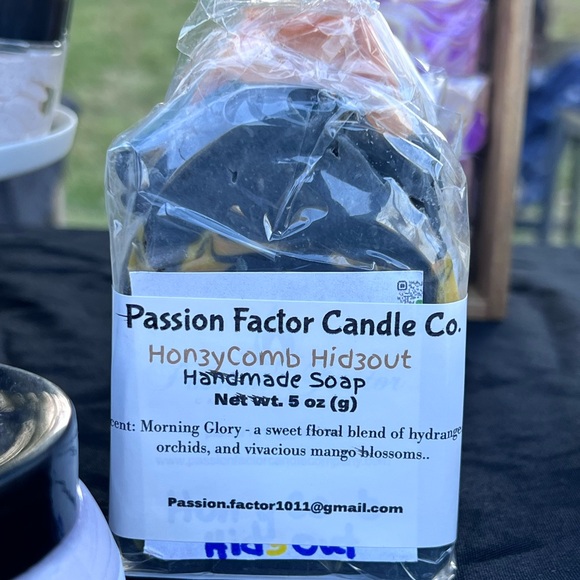 Passion Factor Candle Co.
Hon3yComb Hid3out
Handmade Soap
Net wt. 5 oz (g)
cent: Morning Glory - a sweet floral blend of hydrange
orchids, and vivacious mango blossoms..
Passion.factor1011@gmail.com